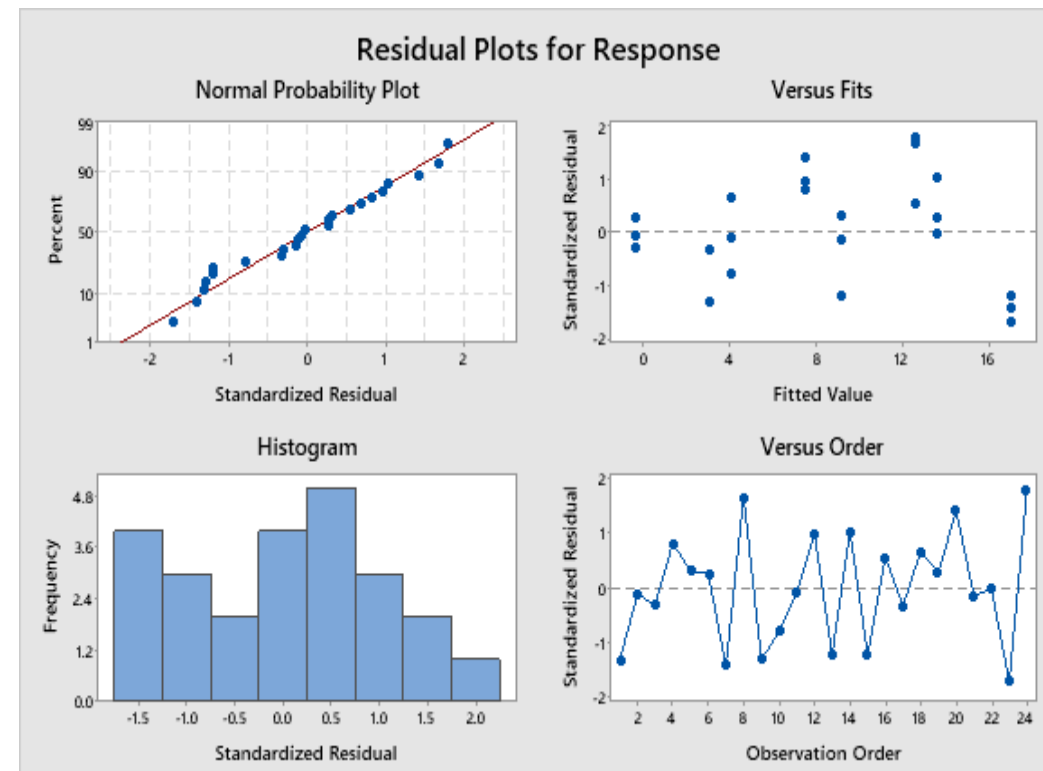 Residual Plots for Response
Normal Probability Plot
Percent
99
90
50
10
1
-2 -1 0 1 2
Standardized Residual
Versus Fits
Standardized Residual
2
1
0
-1
-2
0 4 8 12 16
Fitted Value
Histogram
Frequency
4.8
3.6
2.4
1.2
0.0
-1.5 -1.0 -0.5 0.0 0.5 1.0 1.5 2.0
Standardized Residual
Versus Order
Standardized Residual
2
1
0
-1
-2
2 4 6 8 10 12 14 16 18 20 22 24
Observation Order